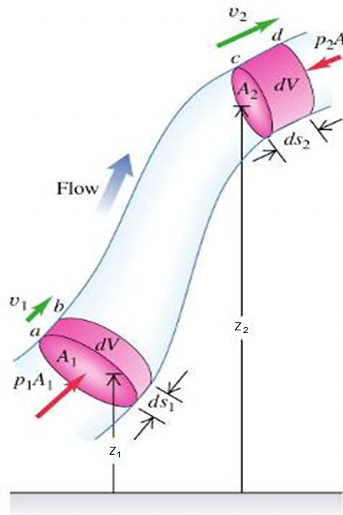 v₂
d
p₂A
c
A₂
dV
ds₂
Flow
v₁
b
a
dV
A₁
p₁A₁
ds₁
Z₂
Z₁